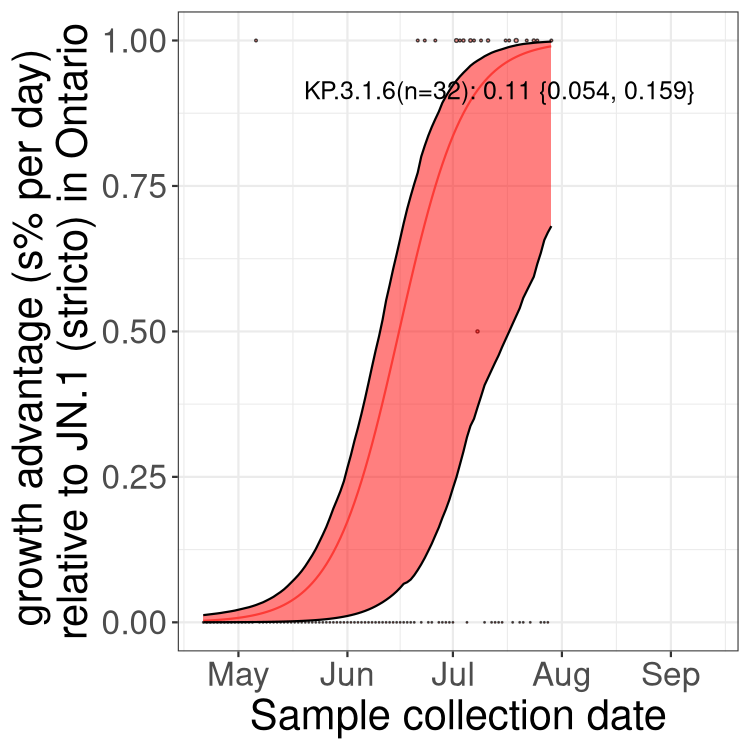 growth advantage (s% per day)
relative to JN.1 (stricto) in Ontario
1.00
0.75
0.50
0.25
0.00
KP.3.1.6(n=32): 0.11 {0.054, 0.159}
May Jun Jul Aug Sep
Sample collection date